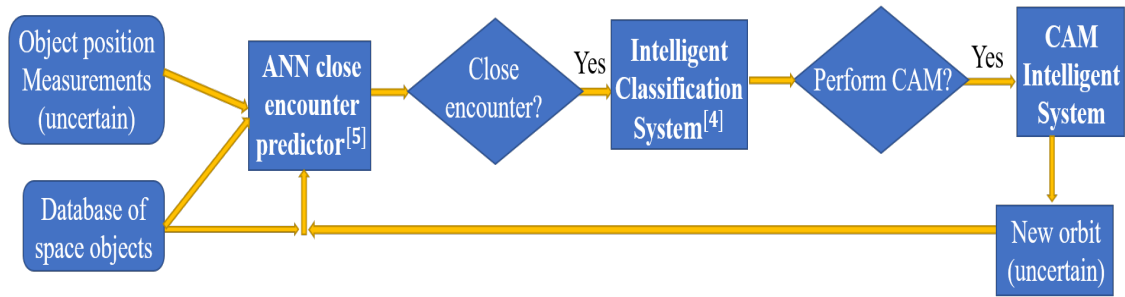 Object position
Measurements
(uncertain)
Database of
space objects
ANN close
encounter
predictor[5]
Close
encounter?
Yes
Intelligent
Classification
System[4]
Perform CAM?
Yes
CAM
Intelligent
System
New orbit
(uncertain)